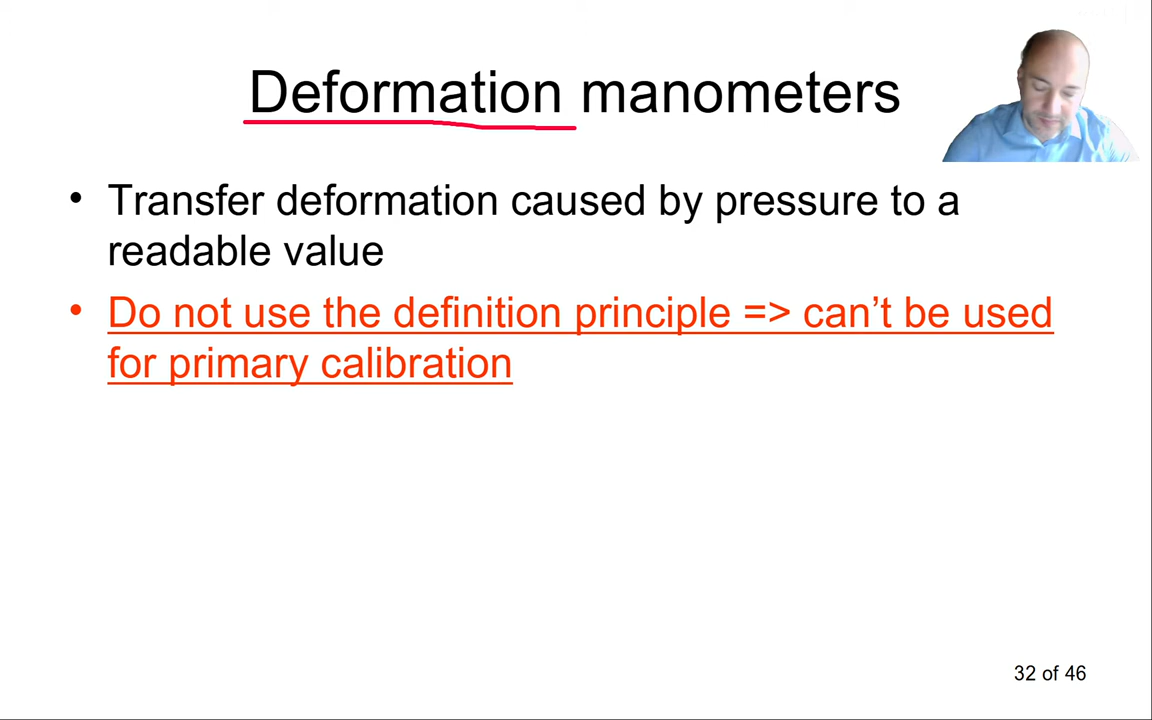 Deformation manometers
• Transfer deformation caused by pressure to a
readable value
• Do not use the definition principle => can’t be used
for primary calibration
32 of 46